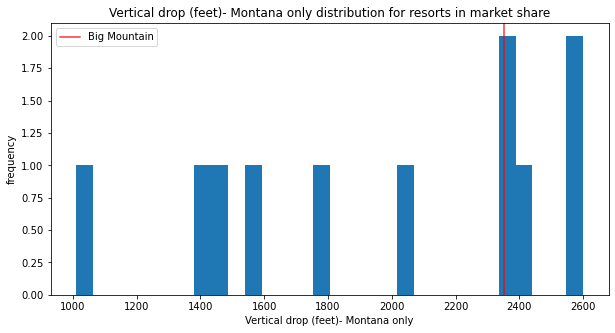 Vertical drop (feet)- Montana only distribution for resorts in market share
Big Mountain
2.00
1.75
1.50
1.25
1.00
0.75
0.50
0.25
0.00
frequency
1000 1200 1400 1600 1800 2000 2200 2400 2600
Vertical drop (feet)- Montana only